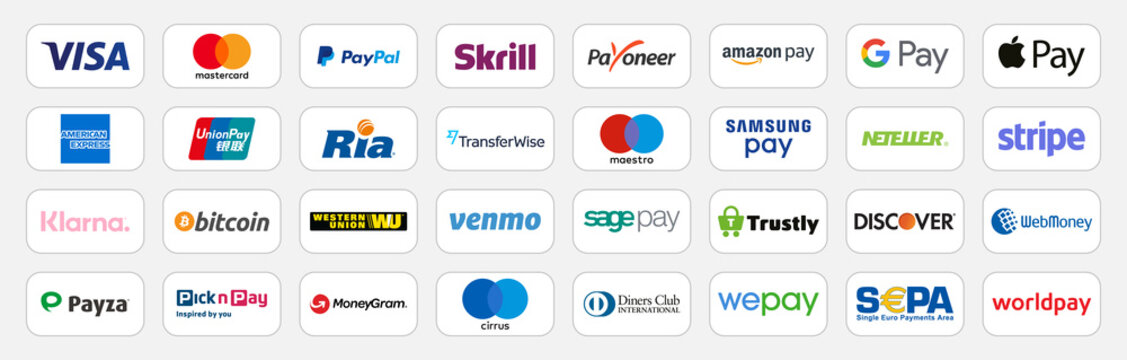 VISA
mastercard
PayPal
Skrill
Payoneer
amazon pay
G Pay
Pay
AMERICAN
EXPRESS
UnionPay
银联
Ria
TransferWise
maestro
SAMSUNG
pay
NETELLER
stripe
Klarna.
bitcoin
WESTERN
UNION WU
venmo
sage pay
Trustly
DISCOVER
WebMoney
Payza
Pick n Pay
Inspired by you
MoneyGram
cirrus
Diners Club
INTERNATIONAL
wepay
S€PA
Single Euro Payments Area
worldpay